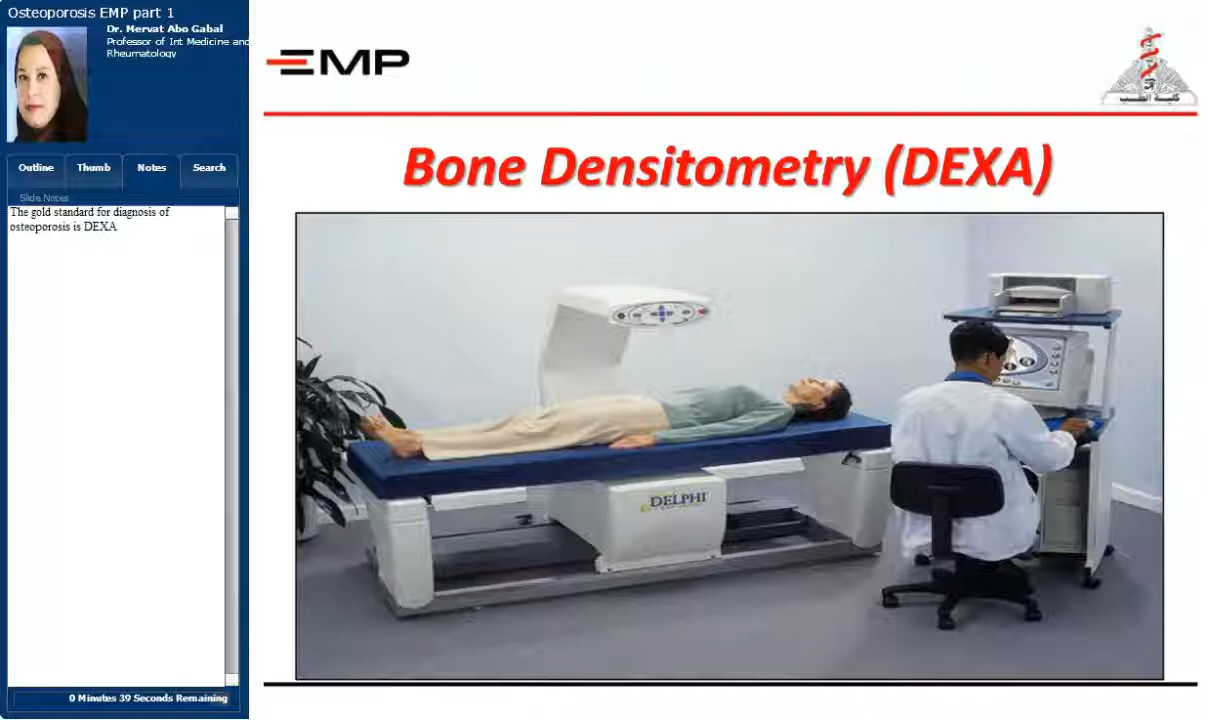 Osteoporosis EMP part 1
Dr. Mervat Abo Gabal
Professor of Int Medicine and
Rheumatology
Outline
Thumb
Notes
Search
Slide Notes
The gold standard for diagnosis of
osteoporosis is DEXA
0 Minutes 39 Seconds Remaining
EMP
كلية الطب
Bone Densitometry (DEXA)
DELPHI